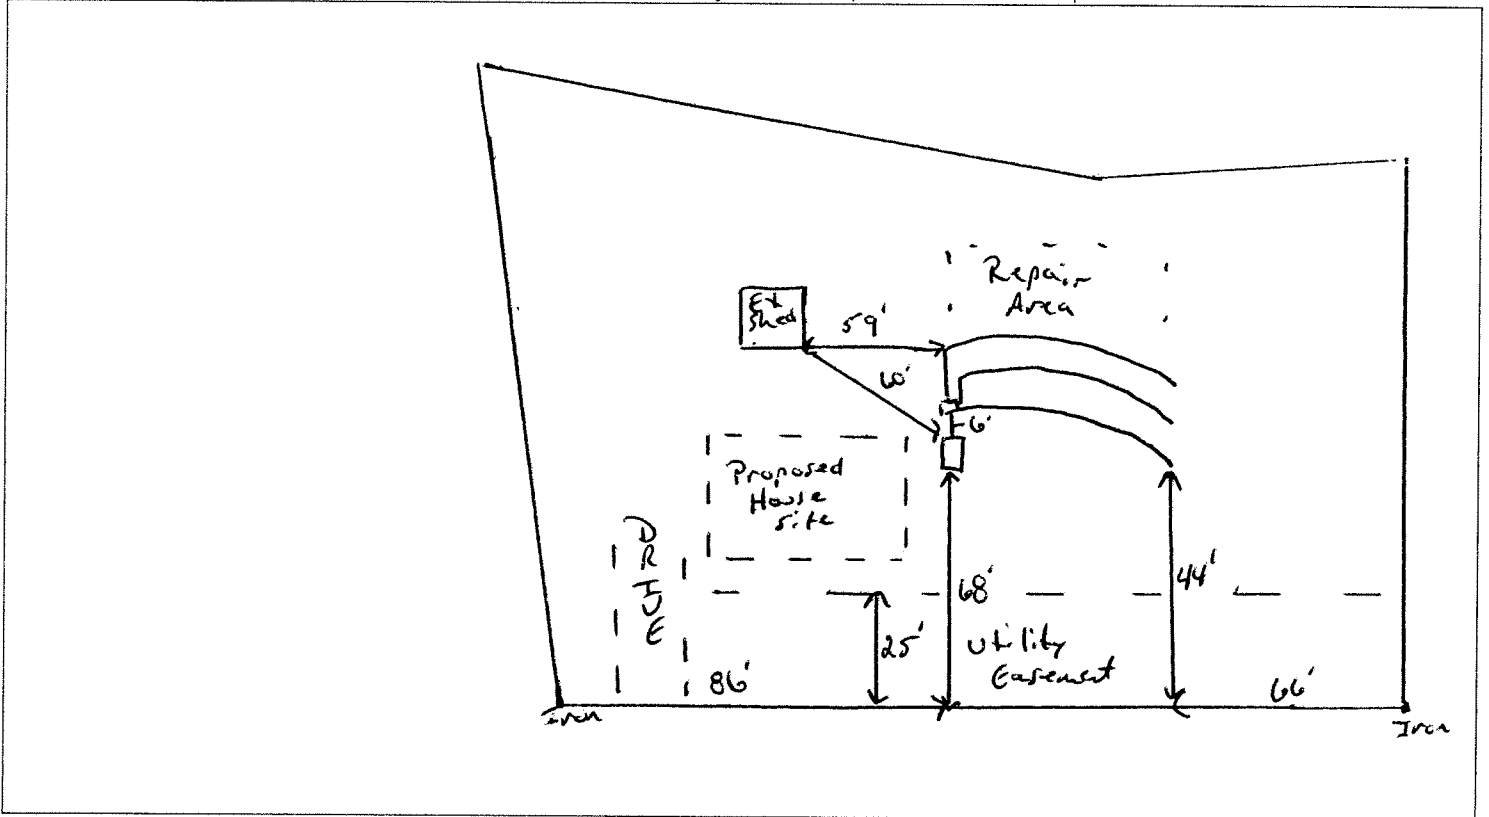 Repair
Area
Ex
Shed
59'
60'
6'
Proposed
House
site
DRIVE
68'
44'
25'
Utility
Easement
86'
66'
Iron
Iron